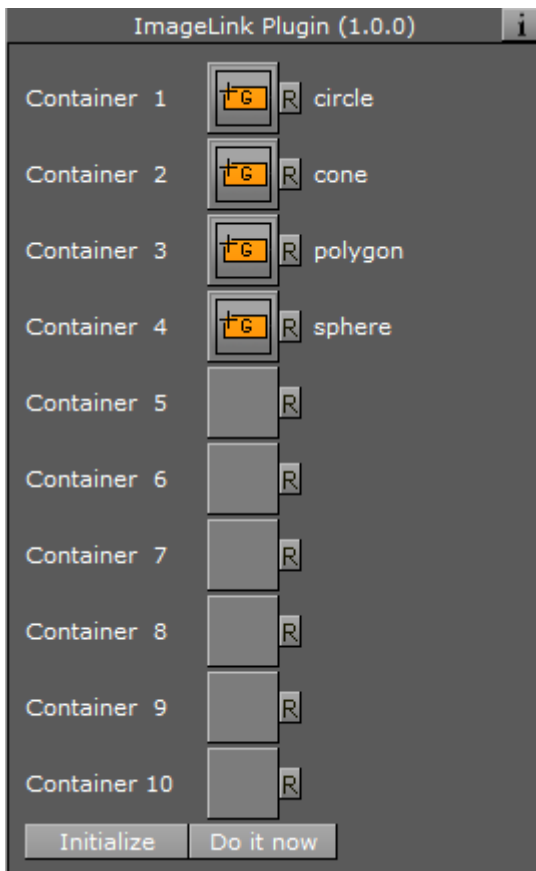 ImageLink Plugin (1.0.0) i
Container 1 G R circle
Container 2 G R cone
Container 3 G R polygon
Container 4 G R sphere
Container 5 R
Container 6 R
Container 7 R
Container 8 R
Container 9 R
Container 10 R
Initialize Do it now